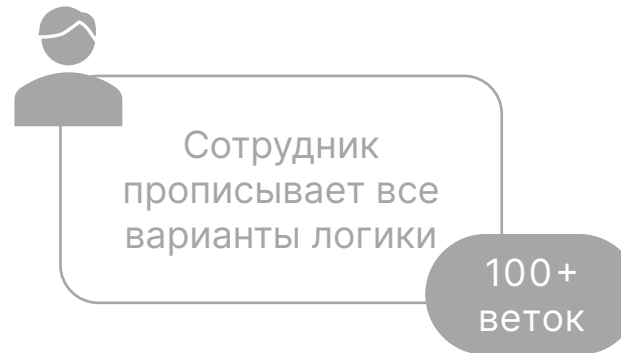 Сотрудник
прописывает все
варианты логики
100+
веток